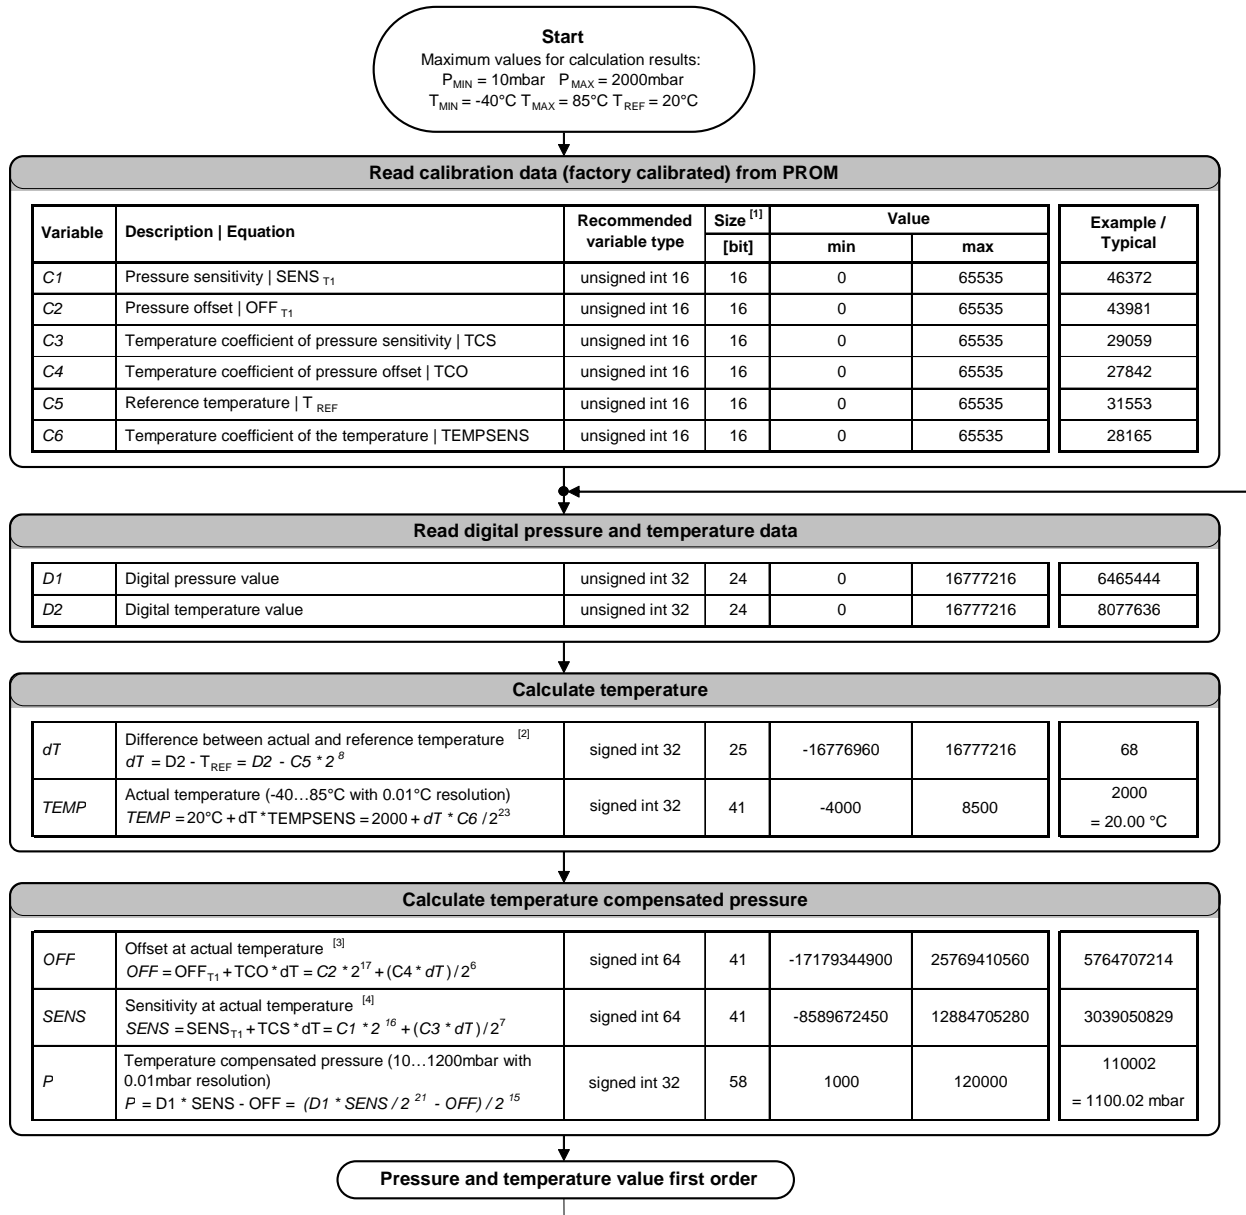 Start
Maximum values for calculation results:
P MIN = 10mbar P MAX = 2000mbar
T MIN = -40°C T MAX = 85°C T REF = 20°C
Read calibration data (factory calibrated) from PROM
Variable | Description | Equation | Recommended variable type | Size [1] [bit] | Value min | max | Example / Typical
C1 Pressure sensitivity | SENS T1 unsigned int 16 16 0 65535 46372
C2 Pressure offset | OFF T1 unsigned int 16 16 0 65535 43981
C3 Temperature coefficient of pressure sensitivity | TCS unsigned int 16 16 0 65535 29059
C4 Temperature coefficient of pressure offset | TCO unsigned int 16 16 0 65535 27842
C5 Reference temperature | T REF unsigned int 16 16 0 65535 31553
C6 Temperature coefficient of the temperature | TEMPSENS unsigned int 16 16 0 65535 28165
Read digital pressure and temperature data
D1 Digital pressure value unsigned int 32 24 0 16777216 6465444
D2 Digital temperature value unsigned int 32 24 0 16777216 8077636
Calculate temperature
dT Difference between actual and reference temperature [2] signed int 32 25 -16776960 16777216 68
dT = D2 - T REF = D2 - C5 * 2^8
TEMP Actual temperature (-40…85°C with 0.01°C resolution) signed int 32 41 -4000 8500 2000
TEMP = 20°C + dT * TEMPSENS = 2000 + dT * C6 / 2^23 = 20.00 °C
Calculate temperature compensated pressure
OFF Offset at actual temperature [3] signed int 64 41 -17179344900 25769410560 5764707214
OFF = OFF T1 + TCO * dT = C2 * 2^17 + (C4 * dT) / 2^6
SENS Sensitivity at actual temperature [4] signed int 64 41 -8589672450 12884705280 3039050829
SENS = SENS T1 + TCS * dT = C1 * 2^16 + (C3 * dT) / 2^7
P Temperature compensated pressure (10…1200mbar with signed int 32 58 1000 120000 110002
0.01mbar resolution)
P = D1 * SENS - OFF = (D1 * SENS / 2^21 - OFF) / 2^15 = 1100.02 mbar
Pressure and temperature value first order